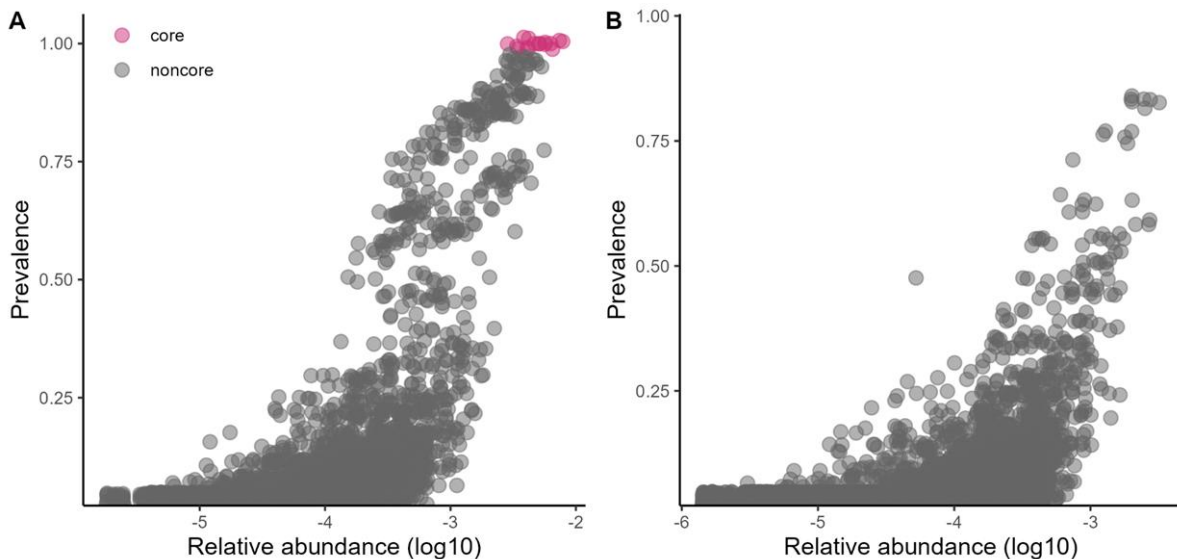 A
core
noncore
1.00
0.75
0.50
0.25
Prevalence
-5
-4
-3
-2
Relative abundance (log10)
B
1.00
0.75
0.50
0.25
Prevalence
-6
-5
-4
-3
Relative abundance (log10)